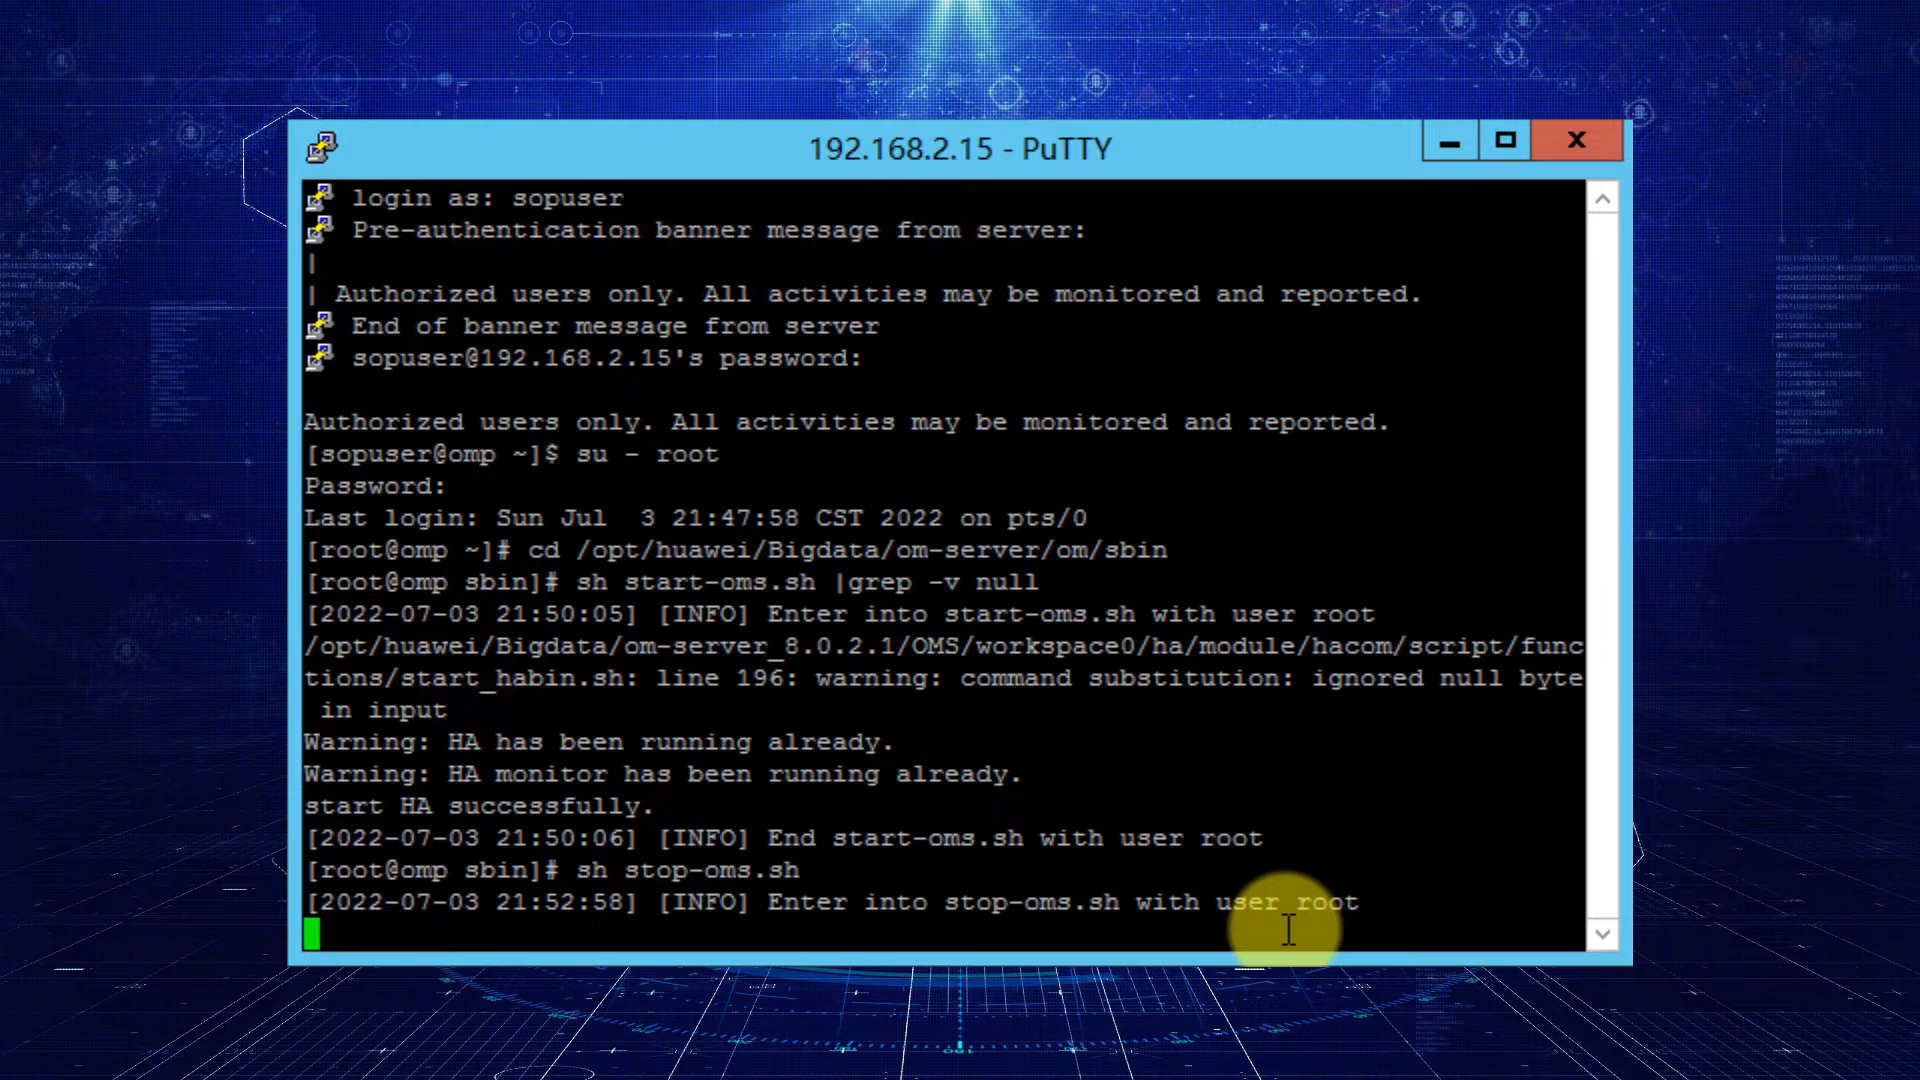 192.168.2.15 - PuTTY
login as: sopuser
Pre-authentication banner message from server:
|
| Authorized users only. All activities may be monitored and reported.
End of banner message from server
sopuser@192.168.2.15's password:
Authorized users only. All activities may be monitored and reported.
[sopuser@omp ~]$ su - root
Password:
Last login: Sun Jul  3 21:47:58 CST 2022 on pts/0
[root@omp ~]# cd /opt/huawei/Bigdata/om-server/om/sbin
[root@omp sbin]# sh start-oms.sh |grep -v null
[2022-07-03 21:50:05] [INFO] Enter into start-oms.sh with user root
/opt/huawei/Bigdata/om-server_8.0.2.1/OMS/workspace0/ha/module/hacom/script/func
tions/start_habin.sh: line 196: warning: command substitution: ignored null byte
in input
Warning: HA has been running already.
Warning: HA monitor has been running already.
start HA successfully.
[2022-07-03 21:50:06] [INFO] End start-oms.sh with user root
[root@omp sbin]# sh stop-oms.sh
[2022-07-03 21:52:58] [INFO] Enter into stop-oms.sh with user root